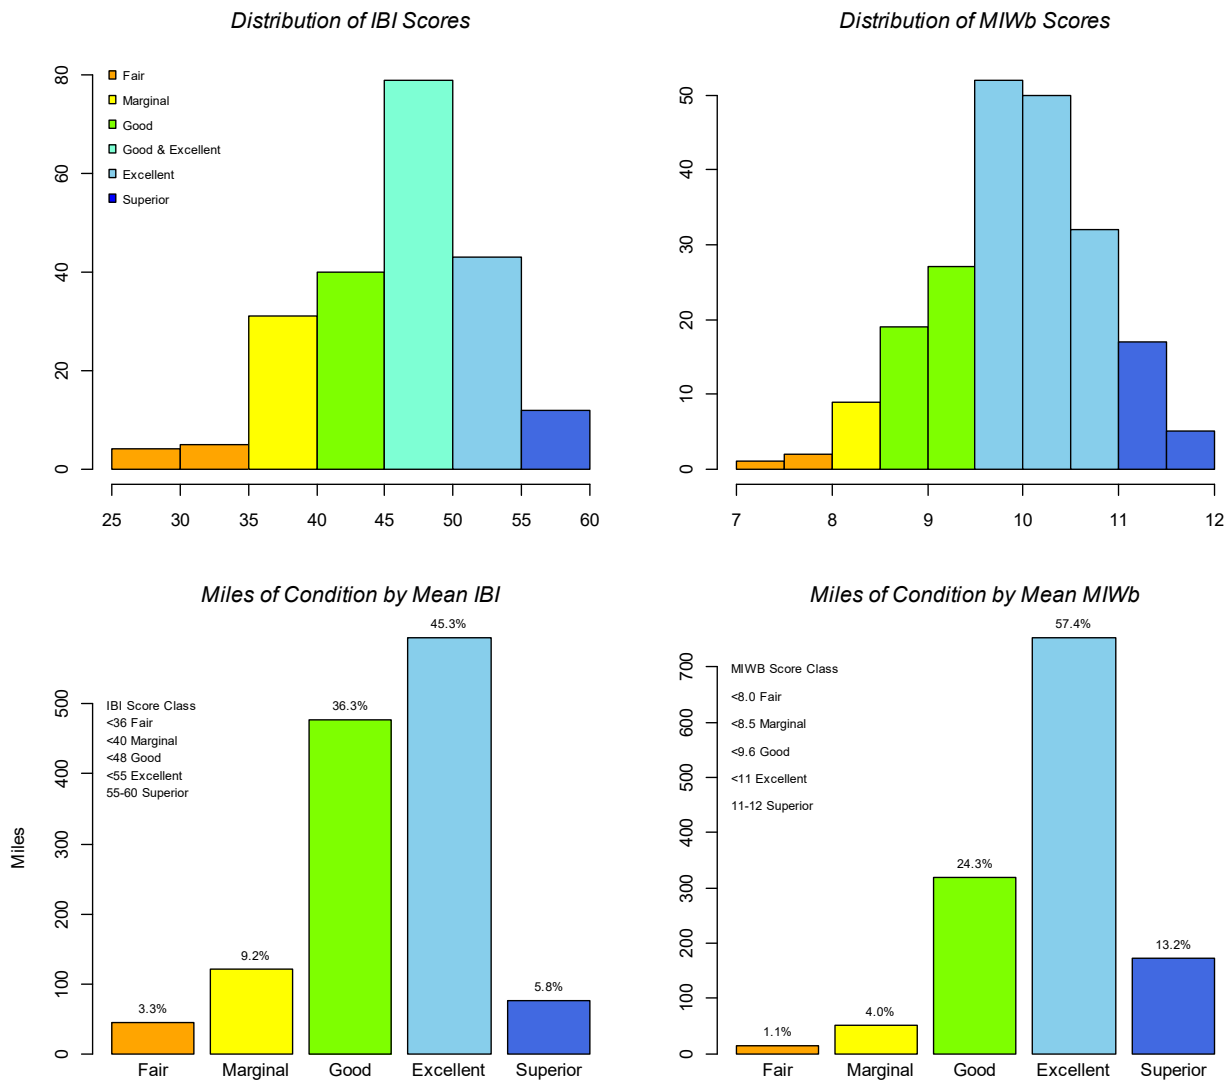 Distribution of IBI Scores
80
60
40
20
0
Fair
Marginal
Good
Good & Excellent
Excellent
Superior
25 30 35 40 45 50 55 60
Distribution of MIWb Scores
50
40
30
20
10
0
7 8 9 10 11 12
Miles of Condition by Mean IBI
45.3%
IBI Score Class
<36 Fair
<40 Marginal
<48 Good
<55 Excellent
55-60 Superior
36.3%
9.2%
5.8%
3.3%
Miles
500
400
300
200
100
0
Fair Marginal Good Excellent Superior
Miles of Condition by Mean MIWb
57.4%
MIWB Score Class
<8.0 Fair
<8.5 Marginal
<9.6 Good
<11 Excellent
11-12 Superior
24.3%
13.2%
4.0%
1.1%
700
600
500
400
300
200
100
0
Fair Marginal Good Excellent Superior